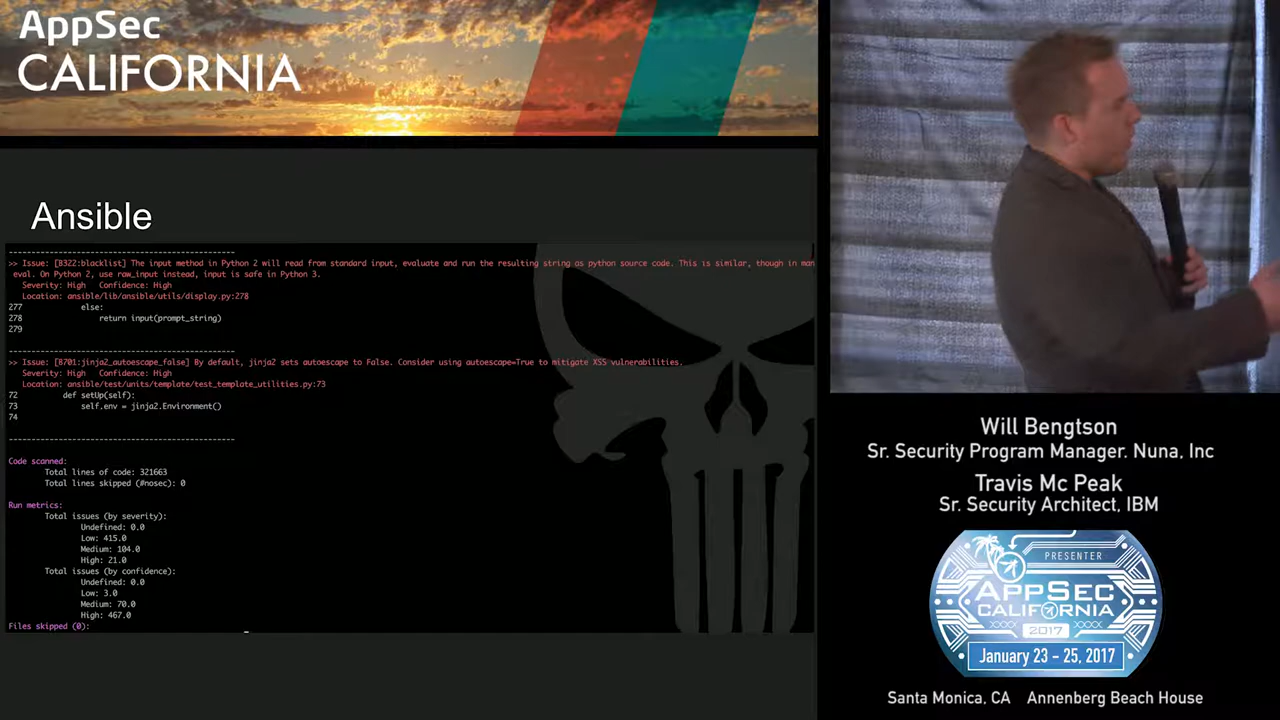 AppSec
CALIFORNIA
Ansible
--------------------------------------------------
>> Issue: [B322:blacklist] The input method in Python 2 will read from standard input, evaluate and run the resulting string as python source code. This is similar, though in man
eval. On Python 2, use raw_input instead, input is safe in Python 3.
Severity: High   Confidence: High
Location: ansible/lib/ansible/utils/display.py:278
277         else:
278             return input(prompt_string)
279
--------------------------------------------------
>> Issue: [B701:jinja2_autoescape_false] By default, jinja2 sets autoescape to False. Consider using autoescape=True to mitigate XSS vulnerabilities.
Severity: High   Confidence: High
Location: ansible/test/units/template/test_template_utilities.py:73
72      def setUp(self):
73          self.env = jinja2.Environment()
74
--------------------------------------------------
Code scanned:
Total lines of code: 321663
Total lines skipped (#nosec): 0
Run metrics:
Total issues (by severity):
Undefined: 0.0
Low: 415.0
Medium: 104.0
High: 21.0
Total issues (by confidence):
Undefined: 0.0
Low: 3.0
Medium: 70.0
High: 467.0
Files skipped (0):
Will Bengtson
Sr. Security Program Manager. Nuna, Inc
Travis Mc Peak
Sr. Security Architect, IBM
PRESENTER
APPSEC
CALIFORNIA
2017
January 23 - 25, 2017
Santa Monica, CA   Annenberg Beach House